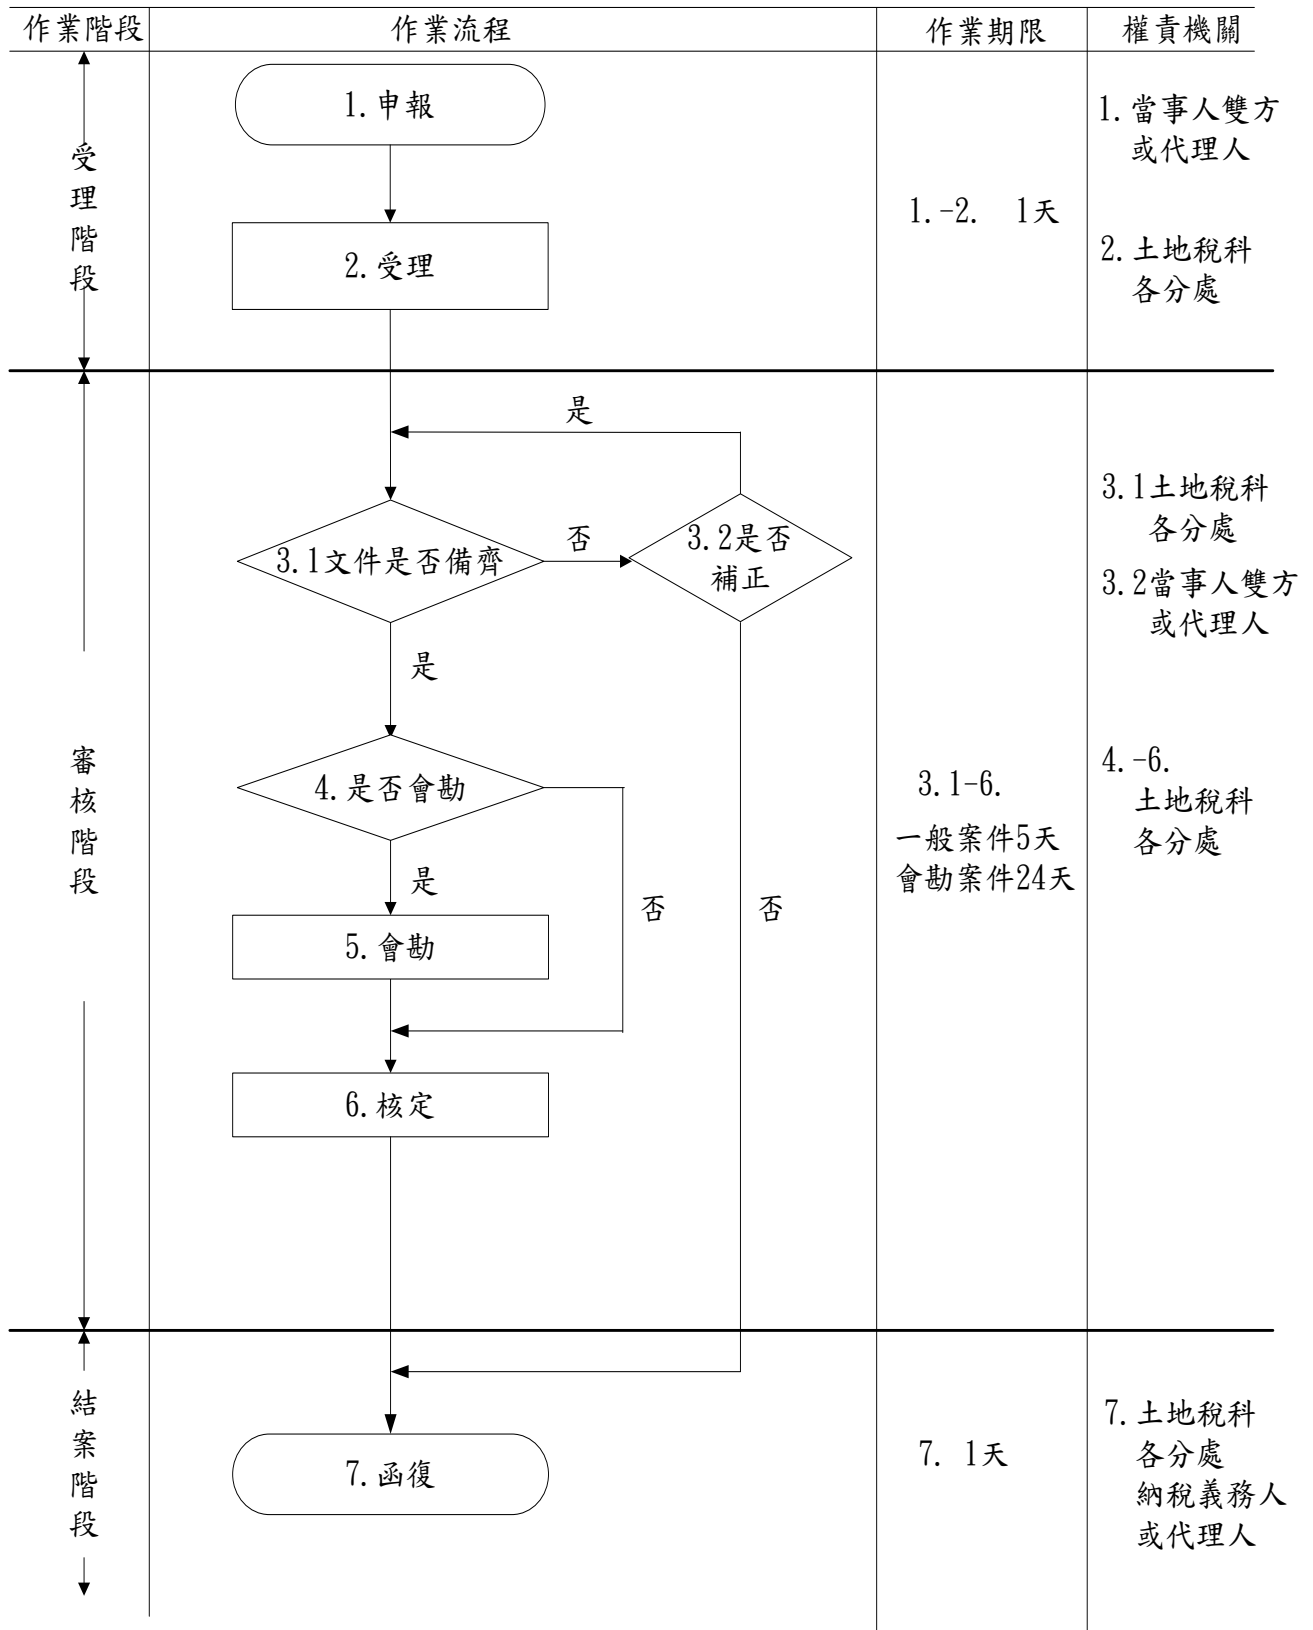 作業階段
作業流程
作業期限
權責機關
受理階段
1.申報
2.受理
1.-2. 1天
1.當事人雙方
或代理人
2.土地稅科
各分處
審核階段
是
3.1文件是否備齊
否
3.2是否
補正
是
4.是否會勘
是
否
否
5.會勘
6.核定
3.1-6.
一般案件5天
會勘案件24天
3.1土地稅科
各分處
3.2當事人雙方
或代理人
4.-6.
土地稅科
各分處
結案階段
7.函復
7. 1天
7.土地稅科
各分處
納稅義務人
或代理人